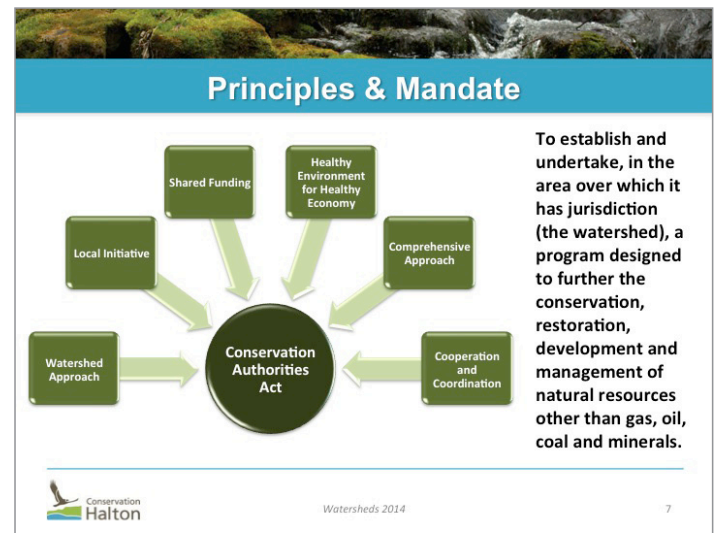 Principles & Mandate
Watershed
Approach
Local Initiative
Shared Funding
Healthy
Environment
for Healthy
Economy
Comprehensive
Approach
Cooperation
and
Coordination
Conservation
Authorities
Act
To establish and
undertake, in the
area over which it
has jurisdiction
(the watershed), a
program designed
to further the
conservation,
restoration,
development and
management of
natural resources
other than gas, oil,
coal and minerals.
Conservation
Halton
Watersheds 2014
7